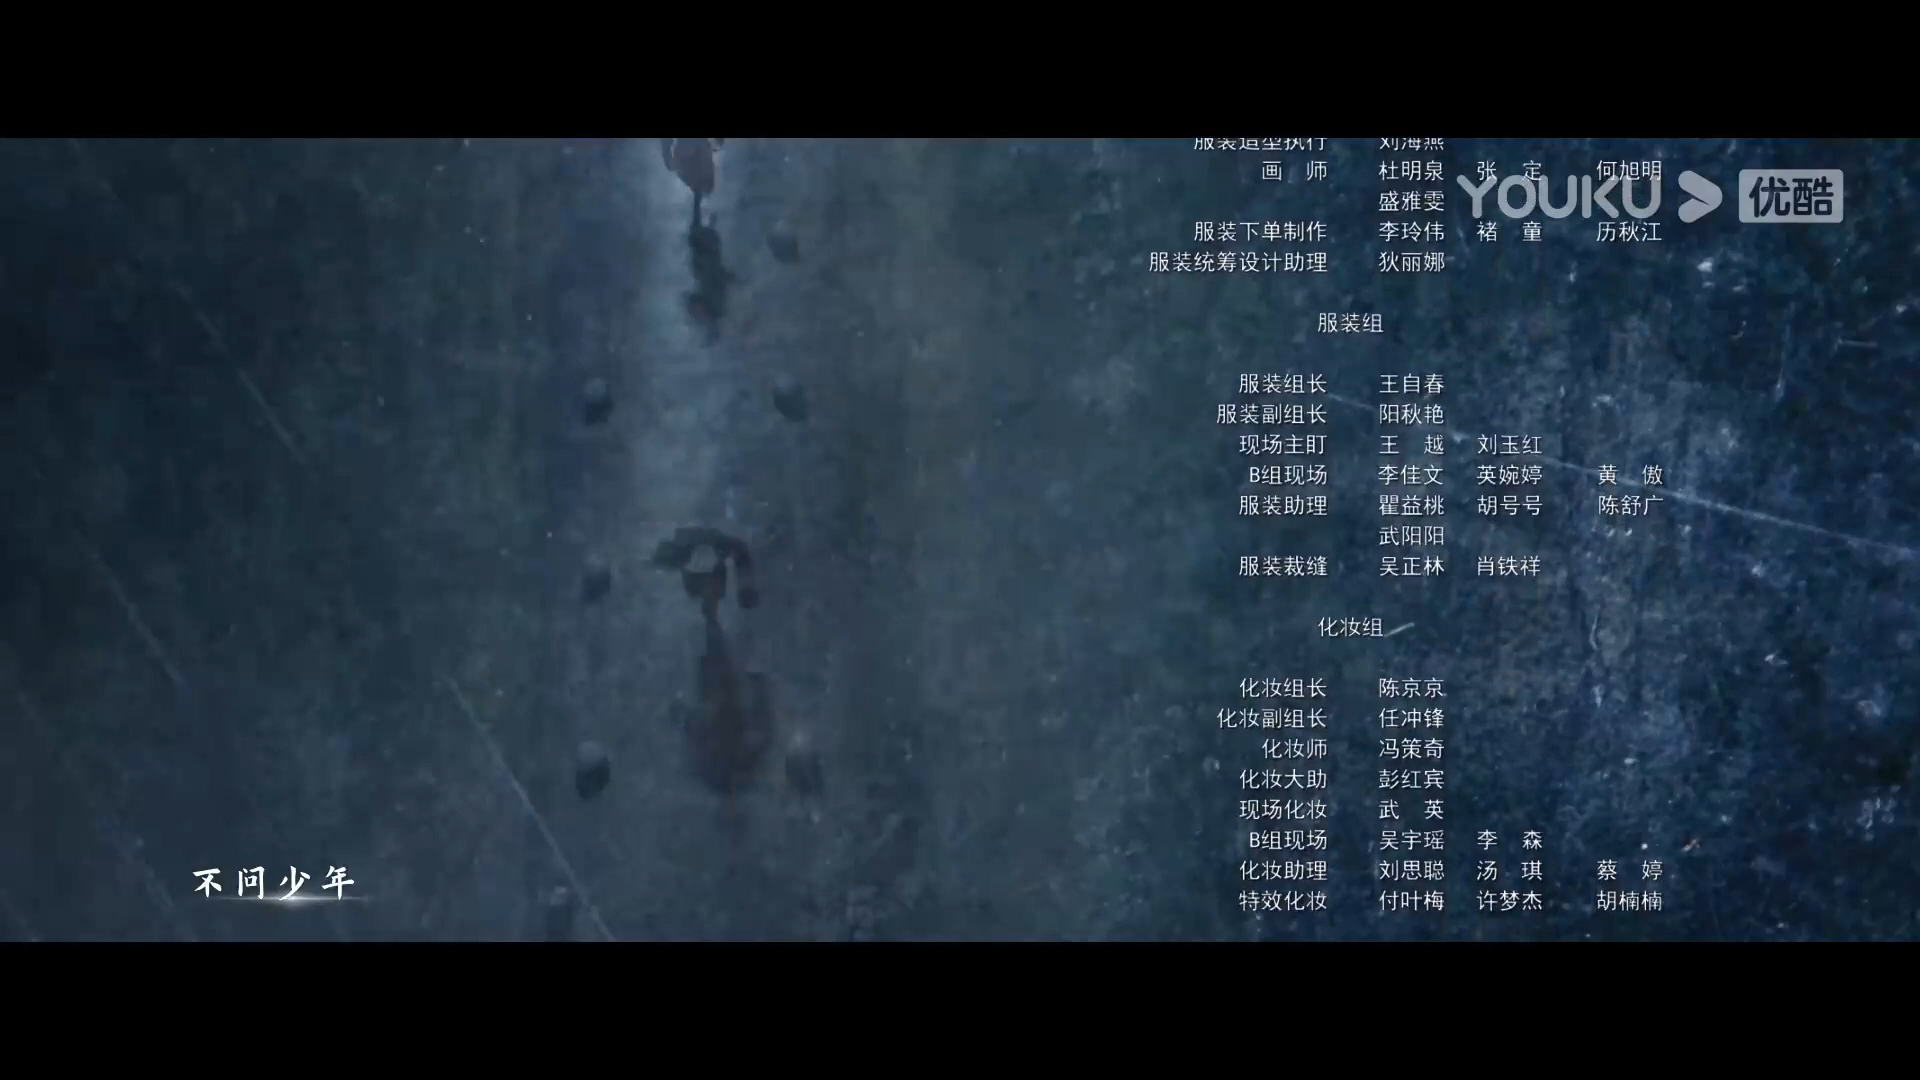 服装造型执行 刘海燕
画 师 杜明泉 张 定 何旭明
盛雅雯
YOUKU 优酷
服装下单制作 李玲伟 褚 童 历秋江
服装统筹设计助理 狄丽娜
服装组
服装组长 王自春
服装副组长 阳秋艳
现场主盯 王 越 刘玉红
B组现场 李佳文 英婉婷 黄 傲
服装助理 瞿益桃 胡号号 陈舒广
武阳阳
服装裁缝 吴正林 肖铁祥
化妆组
化妆组长 陈京京
化妆副组长 任冲锋
化妆师 冯策奇
化妆大助 彭红宾
现场化妆 武 英
B组现场 吴宇瑶 李 森
化妆助理 刘思聪 汤 琪 蔡 婷
特效化妆 付叶梅 许梦杰 胡楠楠
不问少年